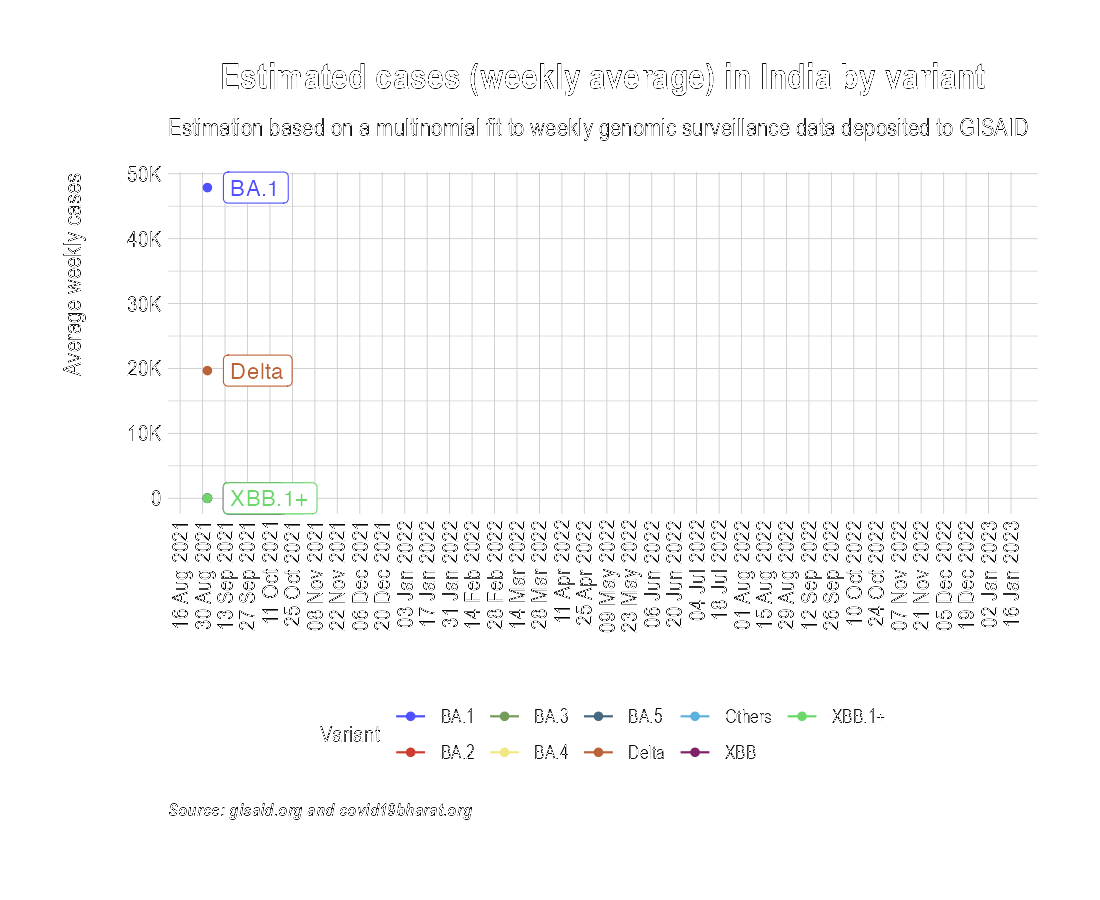 Estimated cases (weekly average) in India by variant
Estimation based on a multinomial fit to weekly genomic surveillance data deposited to GISAID
Average weekly cases
50K
40K
30K
20K
10K
0
BA.1
Delta
XBB.1+
16 Aug 2021
30 Aug 2021
13 Sep 2021
27 Sep 2021
11 Oct 2021
25 Oct 2021
08 Nov 2021
22 Nov 2021
06 Dec 2021
20 Dec 2021
03 Jan 2022
17 Jan 2022
31 Jan 2022
14 Feb 2022
28 Feb 2022
14 Mar 2022
28 Mar 2022
11 Apr 2022
25 Apr 2022
09 May 2022
23 May 2022
06 Jun 2022
20 Jun 2022
04 Jul 2022
18 Jul 2022
01 Aug 2022
15 Aug 2022
29 Aug 2022
12 Sep 2022
26 Sep 2022
10 Oct 2022
24 Oct 2022
07 Nov 2022
21 Nov 2022
05 Dec 2022
19 Dec 2022
02 Jan 2023
16 Jan 2023
Variant
BA.1 BA.3 BA.5 Others XBB.1+
BA.2 BA.4 Delta XBB
Source: gisaid.org and covid19bharat.org